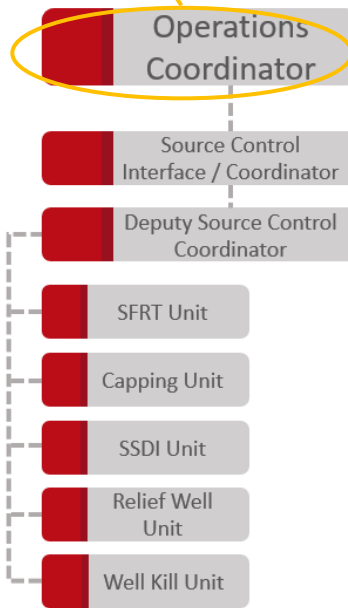 Operations
Coordinator
Source Control
Interface / Coordinator
Deputy Source Control
Coordinator
SFRT Unit
Capping Unit
SSDI Unit
Relief Well
Unit
Well Kill Unit